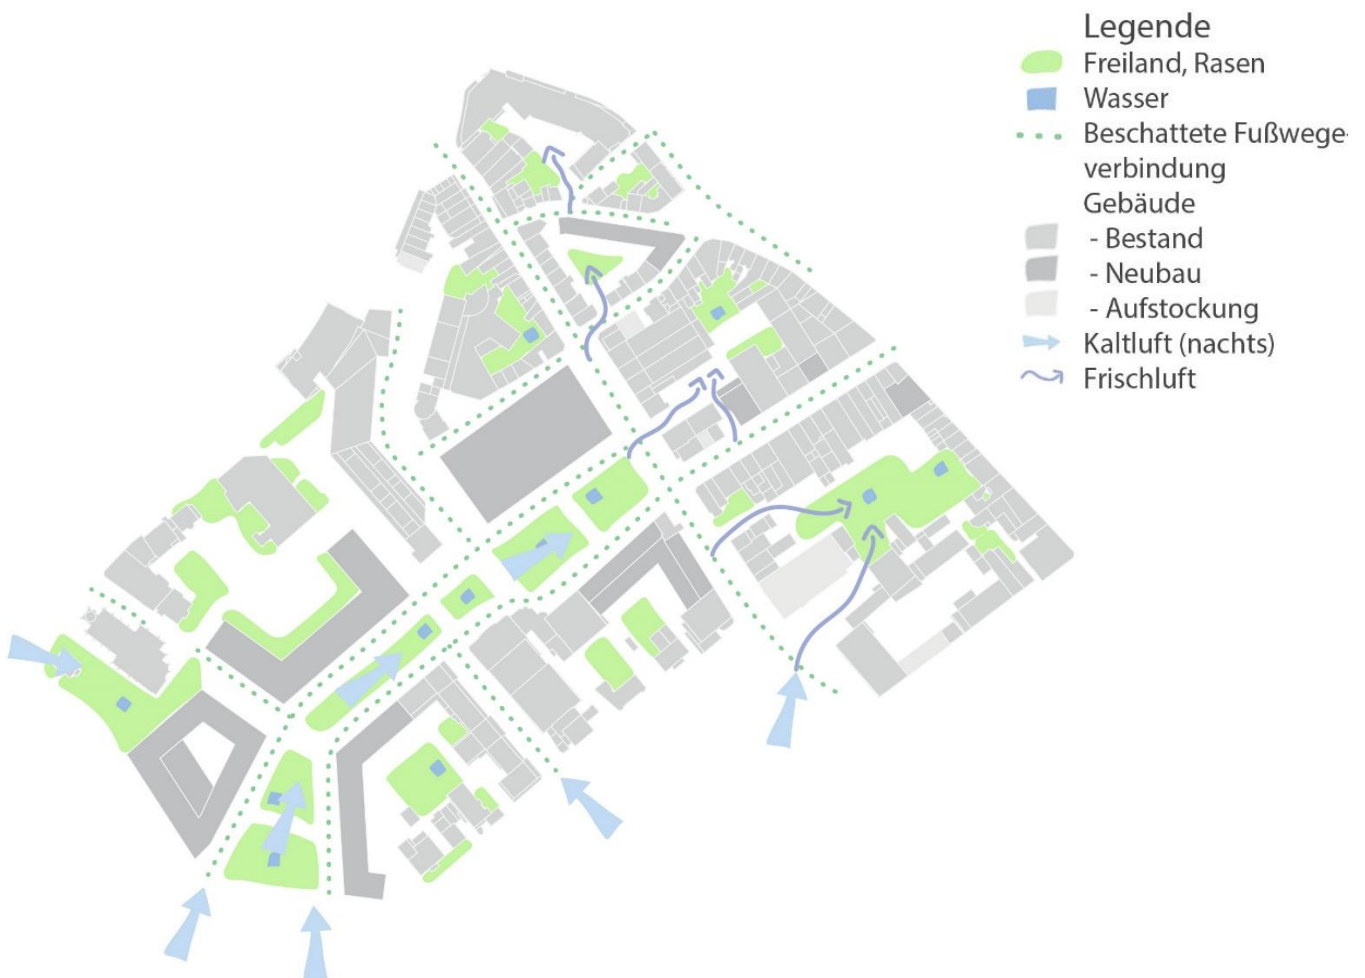 Legende
Freiland, Rasen
Wasser
Beschattete Fußwege-
verbindung
Gebäude
- Bestand
- Neubau
- Aufstockung
Kaltluft (nachts)
Frischluft